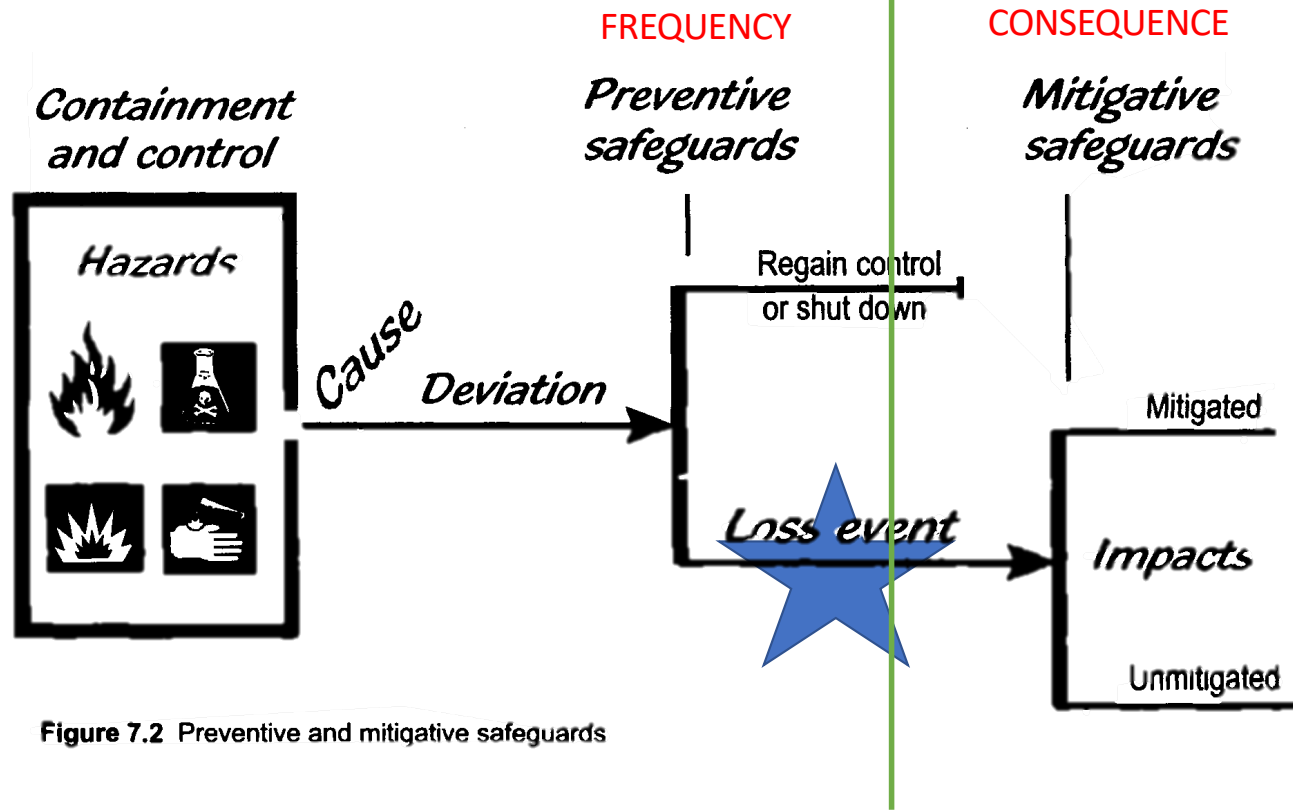 FREQUENCY
CONSEQUENCE
Containment
and control
Preventive
safeguards
Mitigative
safeguards
Hazards
Regain control
or shut down
Cause
Deviation
Mitigated
Loss event
Impacts
Unmitigated
Figure 7.2 Preventive and mitigative safeguards